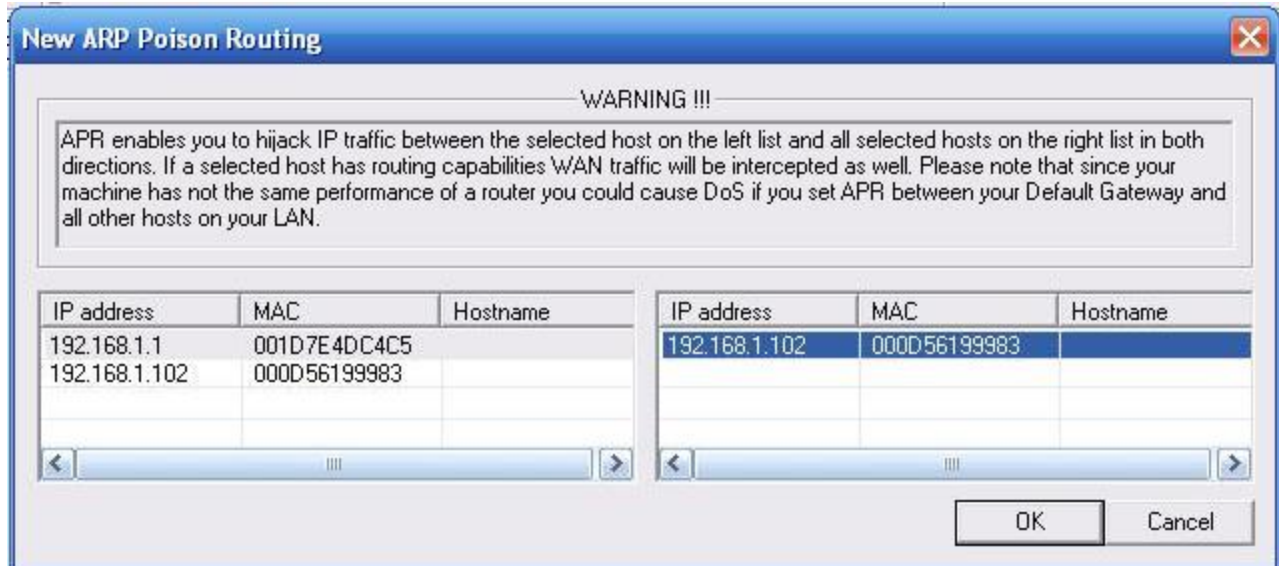 New ARP Poison Routing
WARNING !!!
APR enables you to hijack IP traffic between the selected host on the left list and all selected hosts on the right list in both
directions. If a selected host has routing capabilities WAN traffic will be intercepted as well. Please note that since your
machine has not the same performance of a router you could cause DoS if you set APR between your Default Gateway and
all other hosts on your LAN.
IP address MAC Hostname IP address MAC Hostname
192.168.1.1 001D7E4DC4C5 192.168.1.102 000D56199983
192.168.1.102 000D56199983
OK Cancel